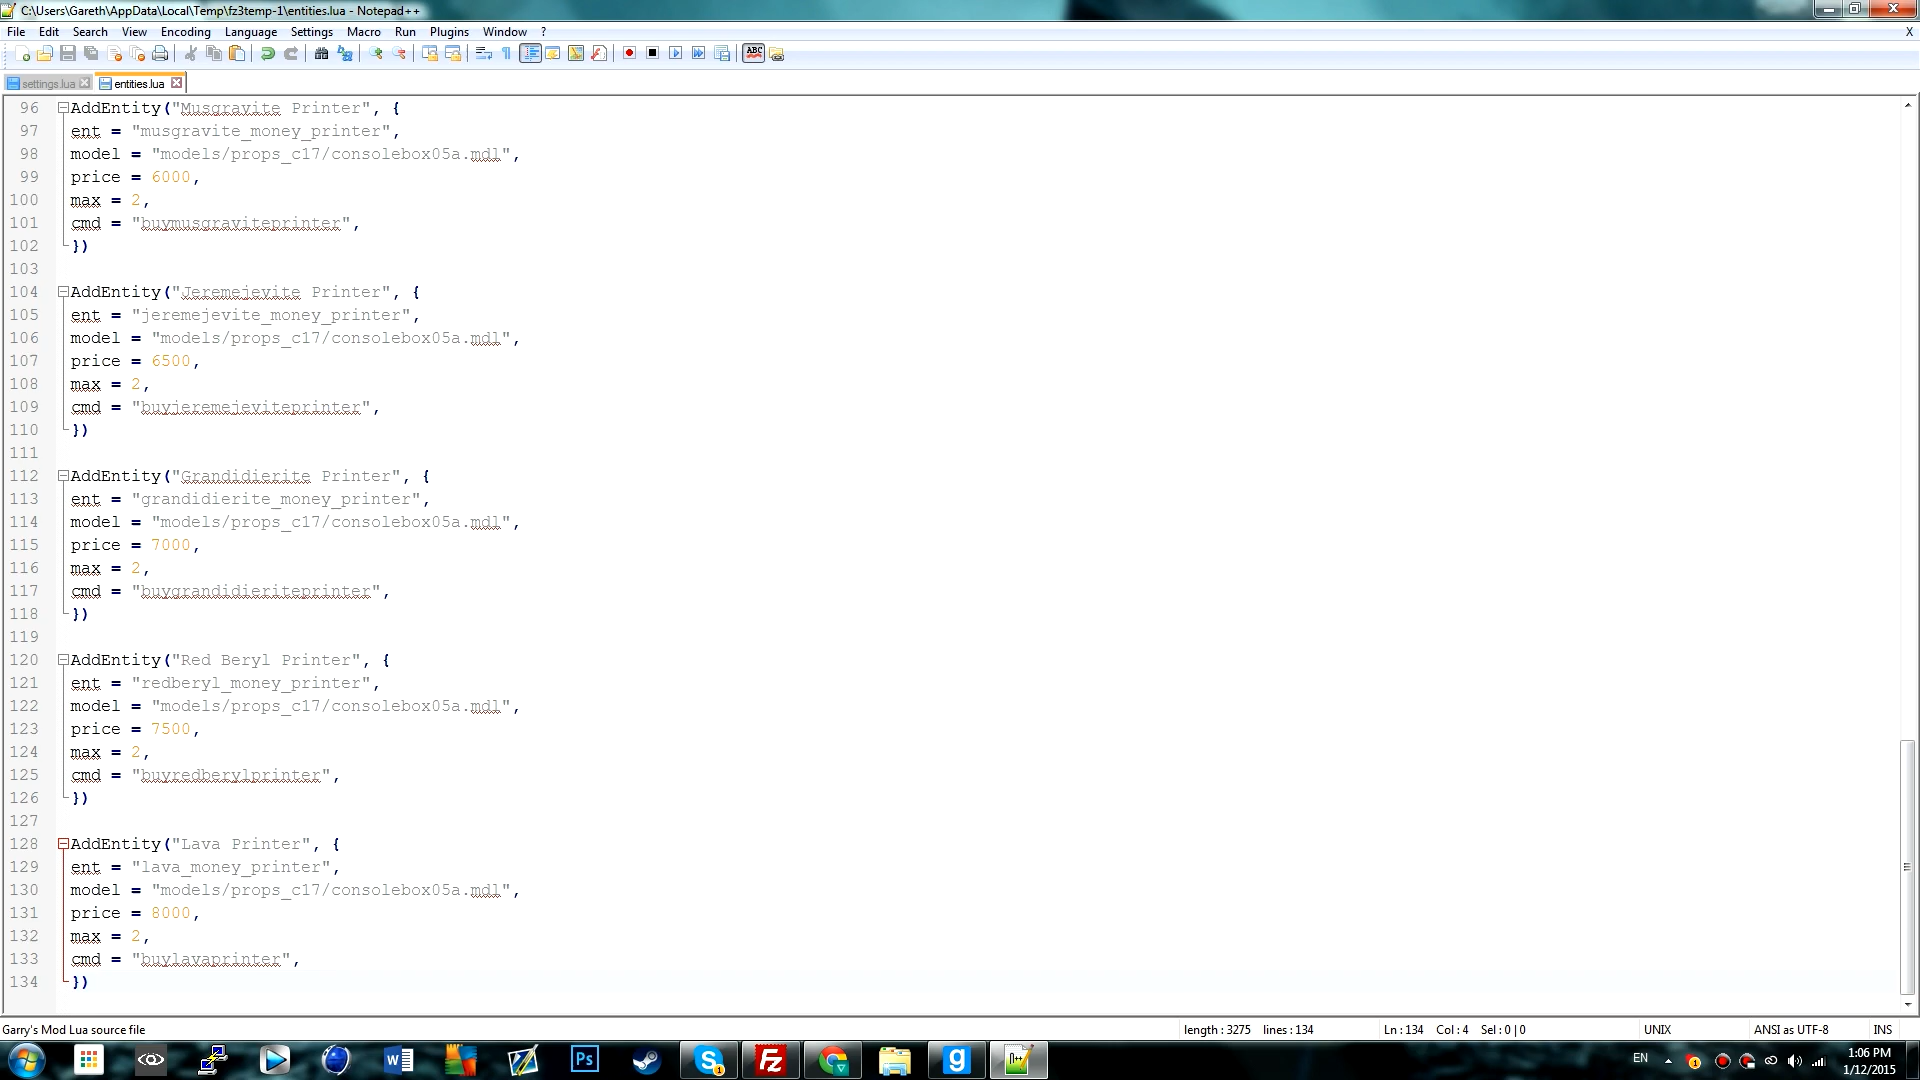 C:\Users\Gareth\AppData\Local\Temp\fz3temp-1\entities.lua - Notepad++
File Edit Search View Encoding Language Settings Macro Run Plugins Window ? X
ABC
settings.lua entities.lua
96 AddEntity("Musgravite Printer", {
97 ent = "musgravite_money_printer",
98 model = "models/props_c17/consolebox05a.mdl",
99 price = 6000,
100 max = 2,
101 cmd = "buymusgraviteprinter",
102 })
103
104 AddEntity("Jeremejevite Printer", {
105 ent = "jeremejevite_money_printer",
106 model = "models/props_c17/consolebox05a.mdl",
107 price = 6500,
108 max = 2,
109 cmd = "buyjeremejeviteprinter",
110 })
111
112 AddEntity("Grandidierite Printer", {
113 ent = "grandidierite_money_printer",
114 model = "models/props_c17/consolebox05a.mdl",
115 price = 7000,
116 max = 2,
117 cmd = "buygrandidieriteprinter",
118 })
119
120 AddEntity("Red Beryl Printer", {
121 ent = "redberyl_money_printer",
122 model = "models/props_c17/consolebox05a.mdl",
123 price = 7500,
124 max = 2,
125 cmd = "buyredberylprinter",
126 })
127
128 AddEntity("Lava Printer", {
129 ent = "lava_money_printer",
130 model = "models/props_c17/consolebox05a.mdl",
131 price = 8000,
132 max = 2,
133 cmd = "buylavaprinter",
134 })
Garry's Mod Lua source file length : 3275 lines : 134 Ln : 134 Col : 4 Sel : 0 | 0 UNIX ANSI as UTF-8 INS
W Ps S 1 FZ g EN 1 1:06 PM
1/12/2015